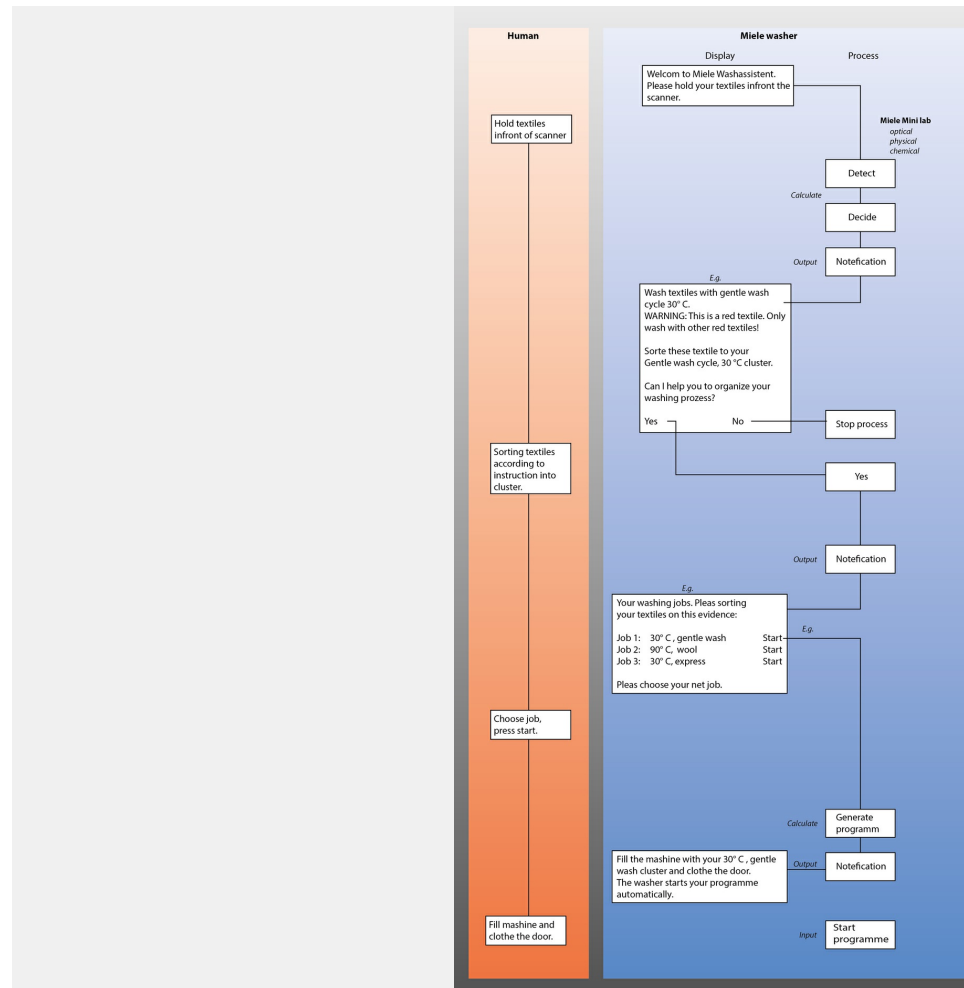 Human
Miele washer
Display
Process
Welcom to Miele Washassistent.
Please hold your textiles infront the
scanner.
Hold textiles
infront of scanner
Miele Mini lab
optical
physical
chemical
Detect
Calculate
Decide
Output
Notefication
E.g.
Wash textiles with gentle wash
cycle 30° C.
WARNING: This is a red textile. Only
wash with other red textiles!
Sorte these textile to your
Gentle wash cycle, 30 °C cluster.
Can I help you to organize your
washing prozess?
Yes
No
Stop process
Sorting textiles
according to
instruction into
cluster.
Yes
Output
Notefication
E.g.
Your washing jobs. Pleas sorting
your textiles on this evidence:
E.g.
Job 1: 30° C , gentle wash Start
Job 2: 90° C, wool Start
Job 3: 30° C, express Start
Pleas choose your net job.
Choose job,
press start.
Calculate
Generate
programm
Fill the mashine with your 30° C , gentle
wash cluster and clothe the door.
The washer starts your programme
automatically.
Output
Notefication
Fill mashine and
clothe the door.
Input
Start
programme